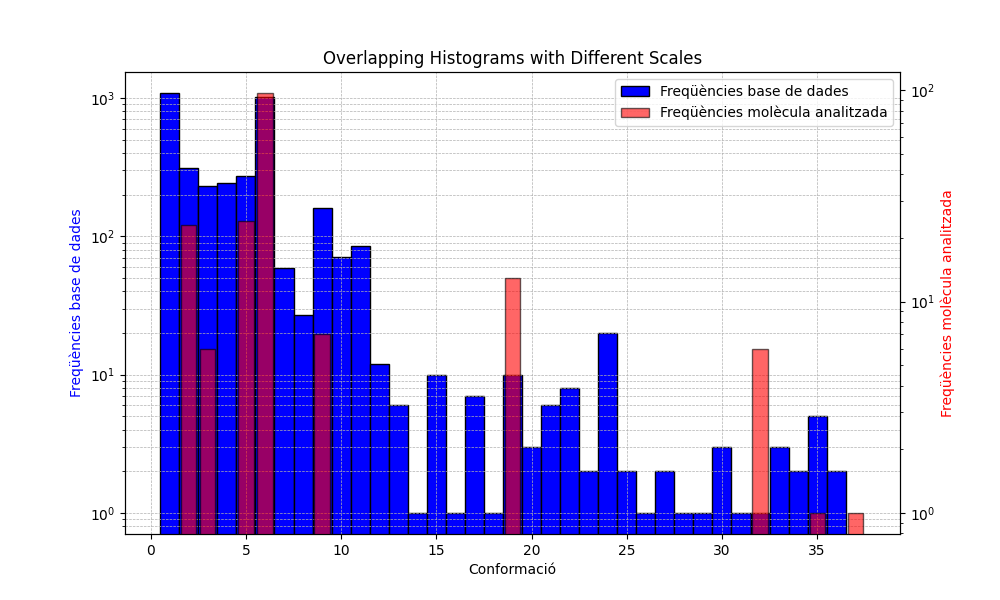 Overlapping Histograms with Different Scales
Freqüències base de dades
Freqüències molècula analitzada
10³
10²
10¹
10⁰
Freqüències base de dades
10²
10¹
10⁰
Freqüències molècula analitzada
0 5 10 15 20 25 30 35
Conformació